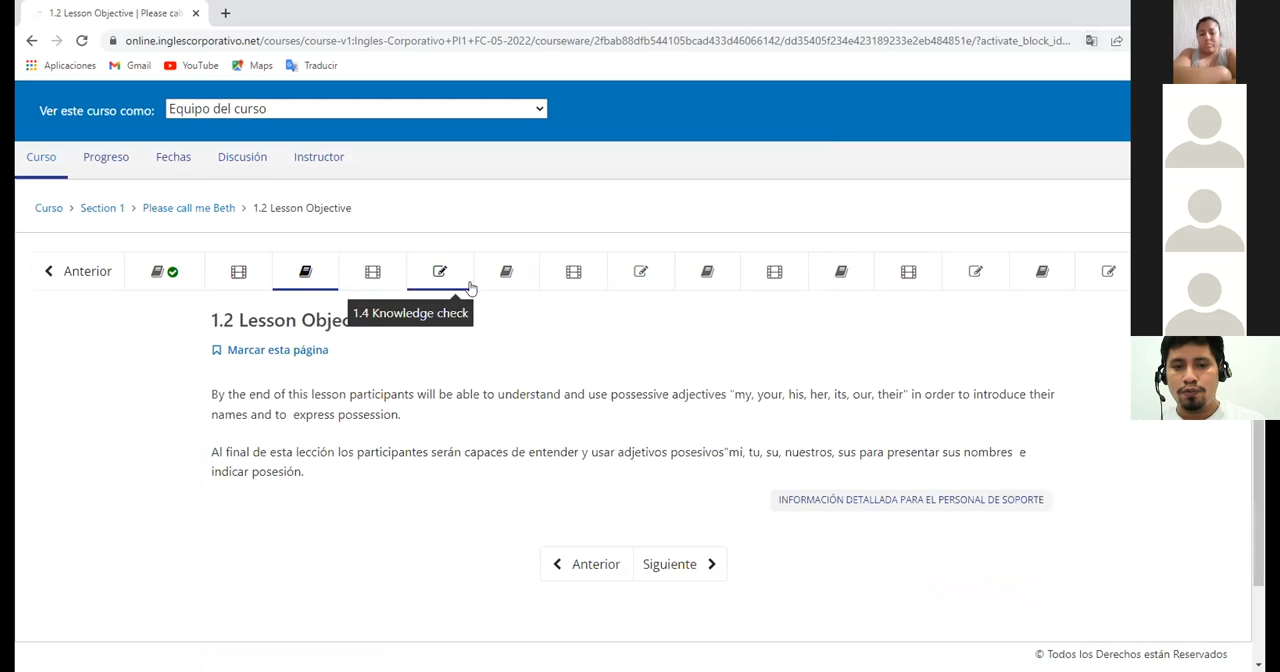 1.2 Lesson Objective | Please cal
online.inglescorporativo.net/courses/course-v1:Ingles-Corporativo+PI1+FC-05-2022/courseware/2fbab88dfb544105bcad433d46066142/dd35405f234e423189233e2eb484851e/?activate_block_id...
Aplicaciones Gmail YouTube Maps Traducir
Ver este curso como: Equipo del curso
Curso Progreso Fechas Discusión Instructor
Curso > Section 1 > Please call me Beth > 1.2 Lesson Objective
Anterior
1.4 Knowledge check
1.2 Lesson Objec
Marcar esta página
By the end of this lesson participants will be able to understand and use possessive adjectives "my, your, his, her, its, our, their" in order to introduce their
names and to express possession.
Al final de esta lección los participantes serán capaces de entender y usar adjetivos posesivos"mi, tu, su, nuestros, sus para presentar sus nombres e
indicar posesión.
INFORMACIÓN DETALLADA PARA EL PERSONAL DE SOPORTE
Anterior Siguiente
© Todos los Derechos están Reservados